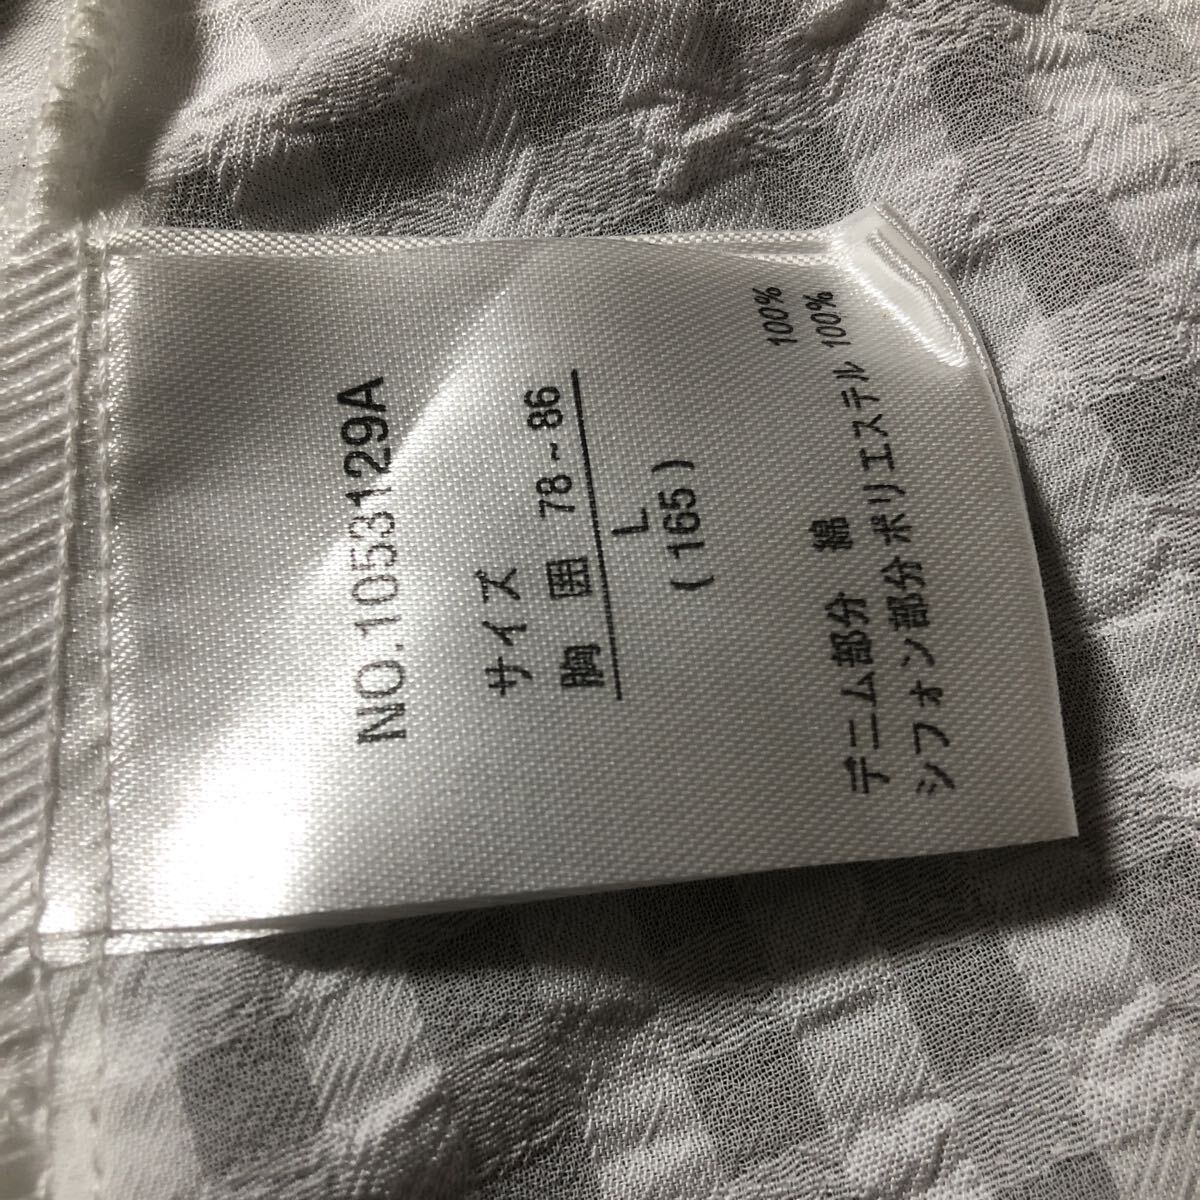 NO.1053129A
サイズ
胸 囲 78~86
L
(165)
デニム部分 綿 100%
シフォン部分 ポリエステル 100%